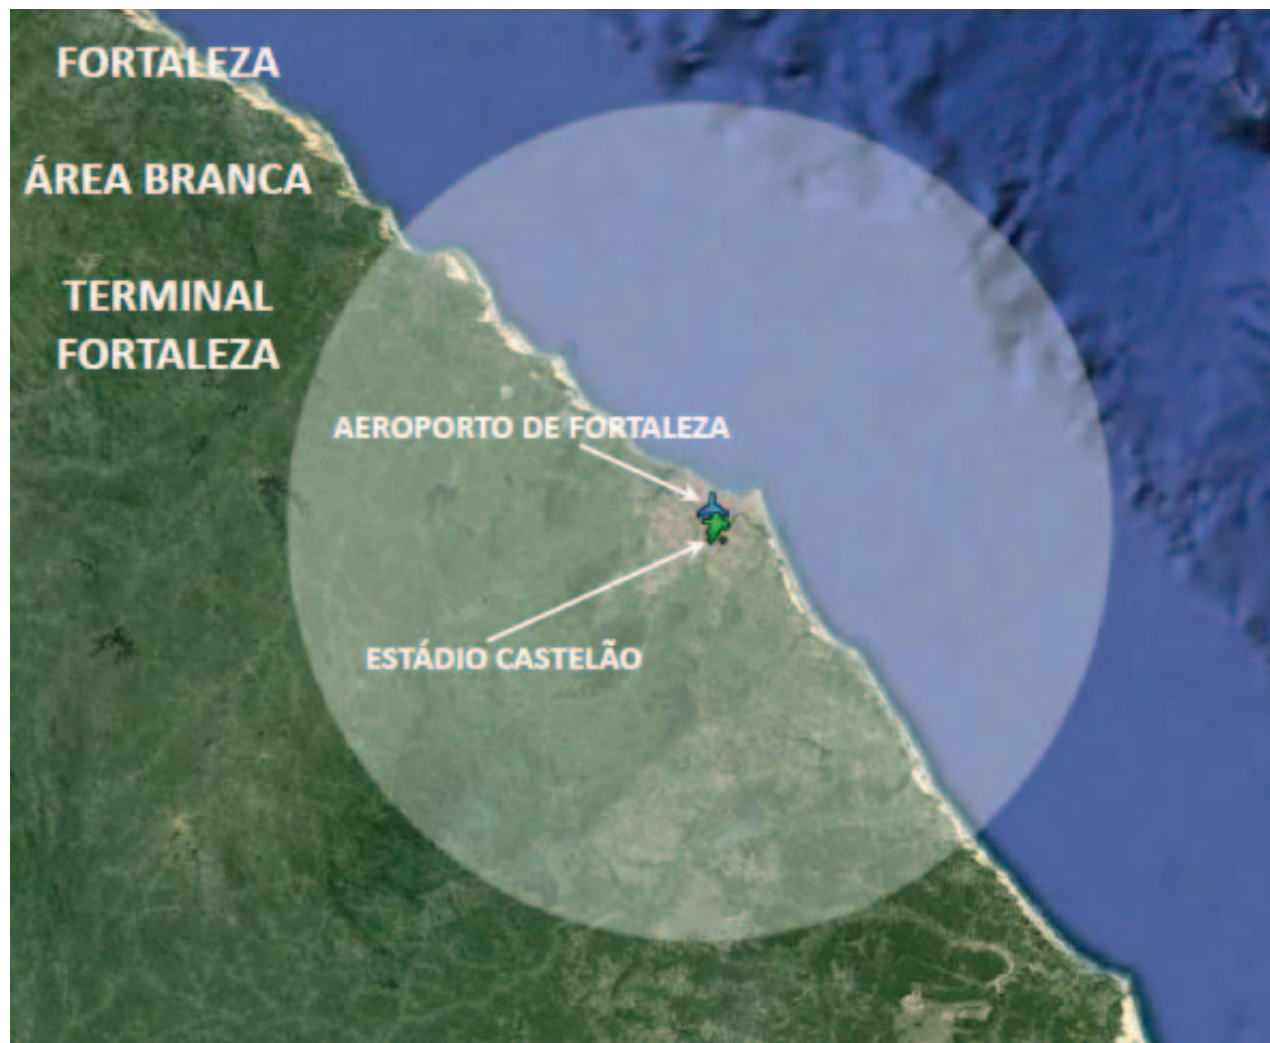 FORTALEZA
ÁREA BRANCA
TERMINAL
FORTALEZA
AEROPORTO DE FORTALEZA
ESTÁDIO CASTELÃO